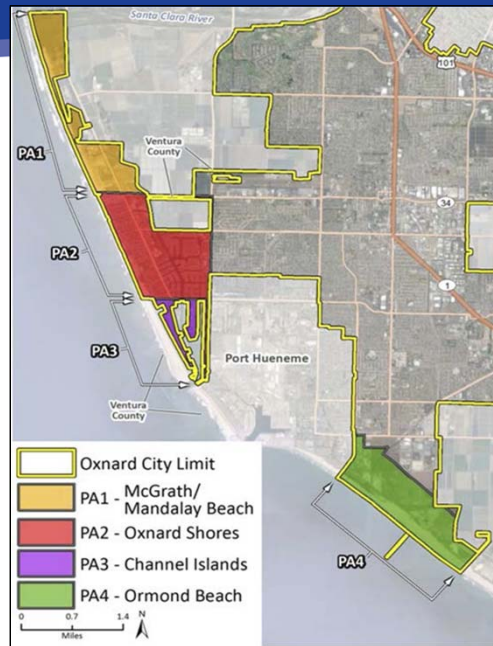 Santa Clara River
101
PA1
Ventura
County
34
PA2
1
PA3
Port Hueneme
Ventura
County
PA4
Oxnard City Limit
PA1 - McGrath/
Mandalay Beach
PA2 - Oxnard Shores
PA3 - Channel Islands
PA4 - Ormond Beach
0 0.7 1.4
Miles
N